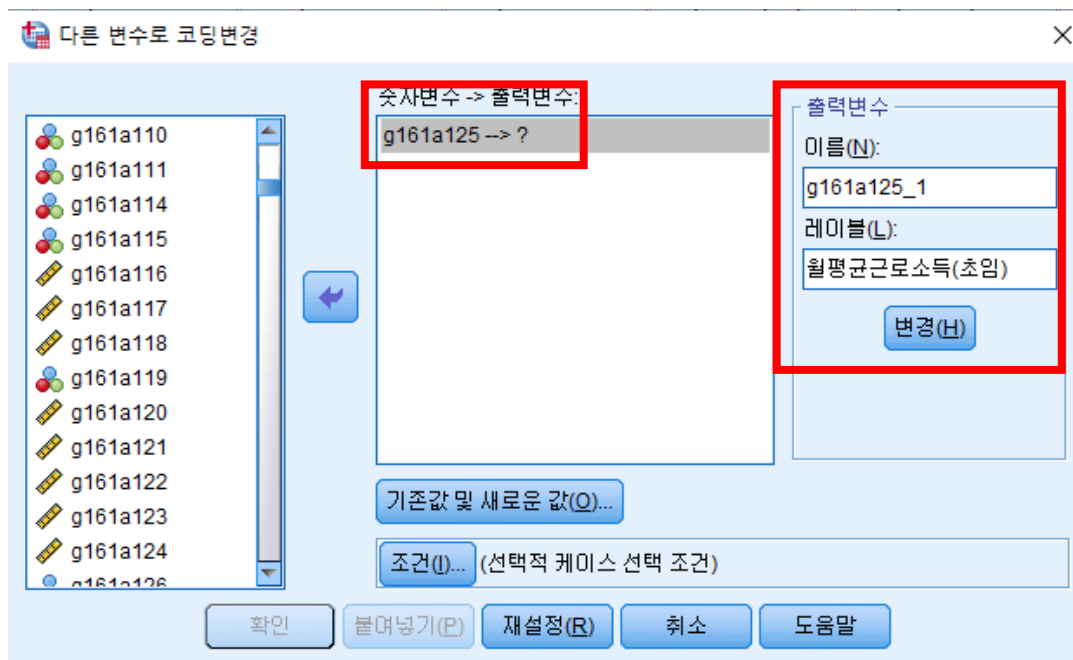 다른 변수로 코딩변경
g161a110
g161a111
g161a114
g161a115
g161a116
g161a117
g161a118
g161a119
g161a120
g161a121
g161a122
g161a123
g161a124
g161a126
숫자변수 -> 출력변수:
g161a125 --> ?
출력변수
이름(N):
g161a125_1
레이블(L):
월평균근로소득(초임)
변경(H)
기존값 및 새로운 값(O)...
조건(I)... (선택적 케이스 선택 조건)
확인 붙여넣기(P) 재설정(R) 취소 도움말